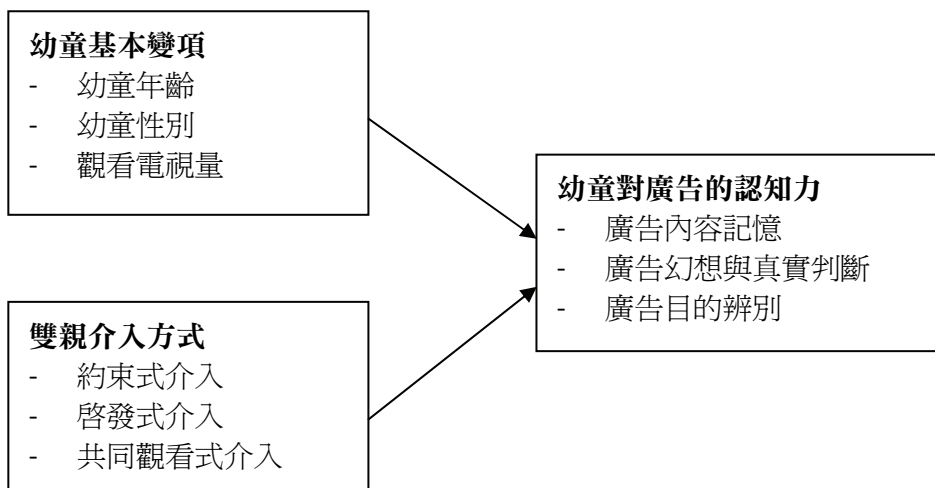 幼童基本變項
- 幼童年齡
- 幼童性別
- 觀看電視量
幼童對廣告的認知力
- 廣告內容記憶
- 廣告幻想與真實判斷
- 廣告目的辨別
雙親介入方式
- 約束式介入
- 啓發式介入
- 共同觀看式介入